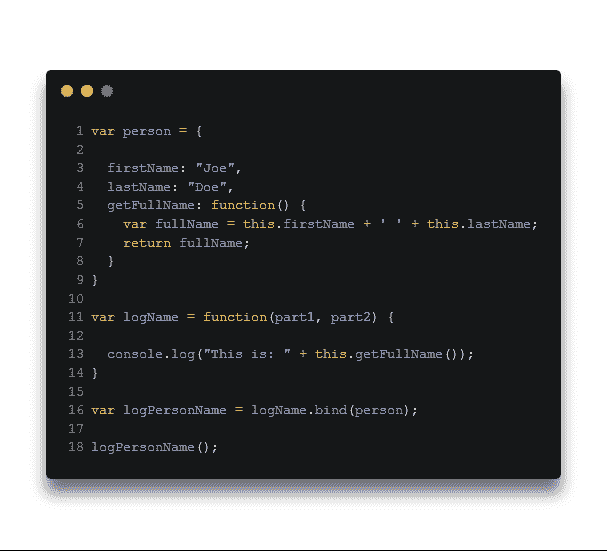 1 var person = {
2
3 firstName: "Joe",
4 lastName: "Doe",
5 getFullName: function() {
6 var fullName = this.firstName + ' ' + this.lastName;
7 return fullName;
8 }
9 }
10
11 var logName = function(part1, part2) {
12
13 console.log("This is: " + this.getFullName());
14 }
15
16 var logPersonName = logName.bind(person);
17
18 logPersonName();